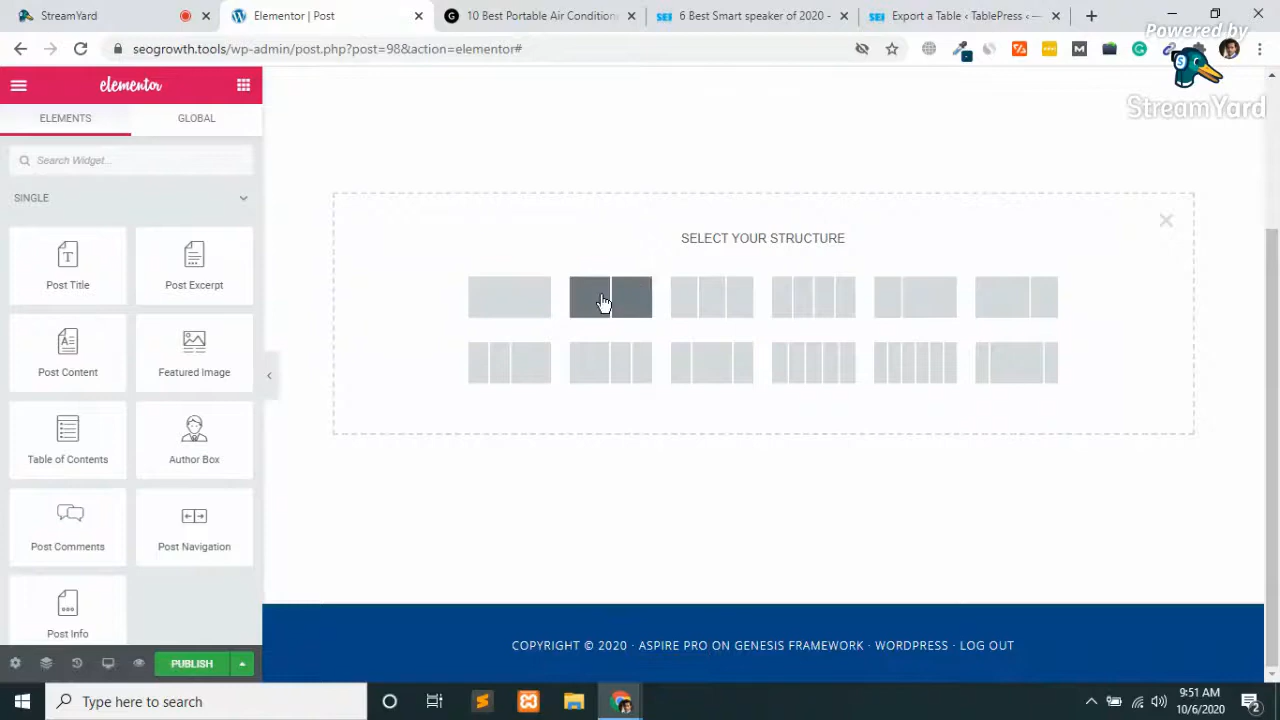 Elementor | Post
10 Best Portable Air Condition
6 Best Smart speaker of 2020 -
Export a Table ‹ TablePress ‹
Powered by
StreamYard
seogrowth.tools/wp-admin/post.php?post=98&action=elementor#
elementor
ELEMENTS
GLOBAL
Search Widget...
SINGLE
Post Title
Post Excerpt
Post Content
Featured Image
Table of Contents
Author Box
Post Comments
Post Navigation
Post Info
PUBLISH
SELECT YOUR STRUCTURE
COPYRIGHT © 2020 · ASPIRE PRO ON GENESIS FRAMEWORK · WORDPRESS · LOG OUT
Type here to search
9:51 AM
10/6/2020
2